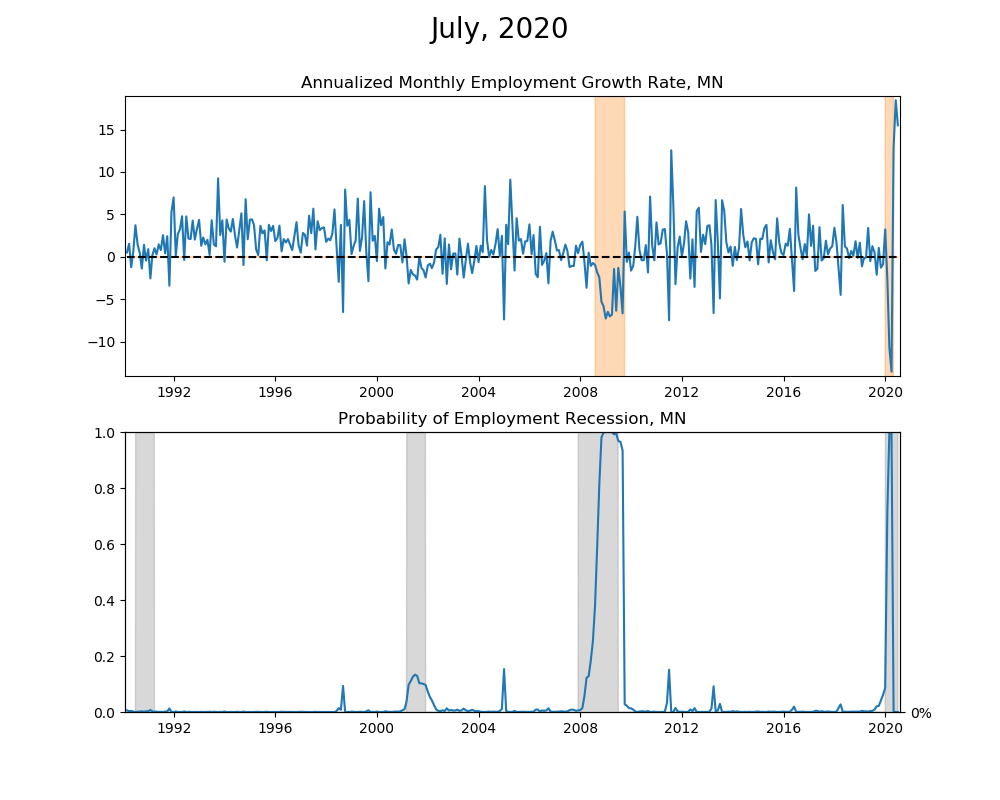 July, 2020
Annualized Monthly Employment Growth Rate, MN
15
10
5
0
−5
−10
1992 1996 2000 2004 2008 2012 2016 2020
Probability of Employment Recession, MN
1.0
0.8
0.6
0.4
0.2
0.0 0%
1992 1996 2000 2004 2008 2012 2016 2020